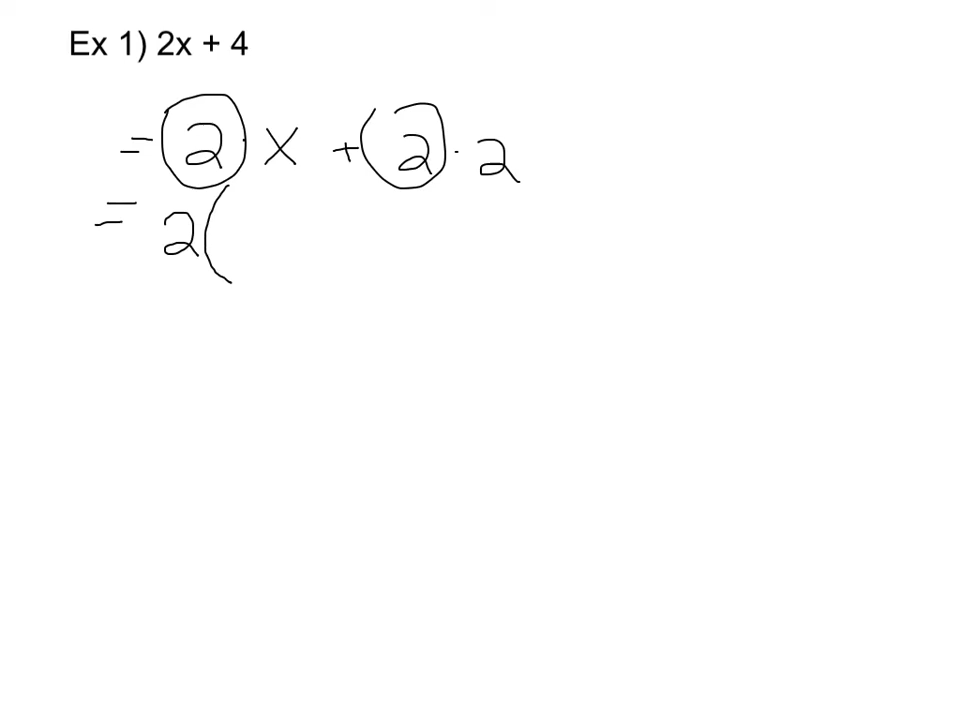 Ex 1) 2x + 4
= 2 x + 2 · 2
= 2(